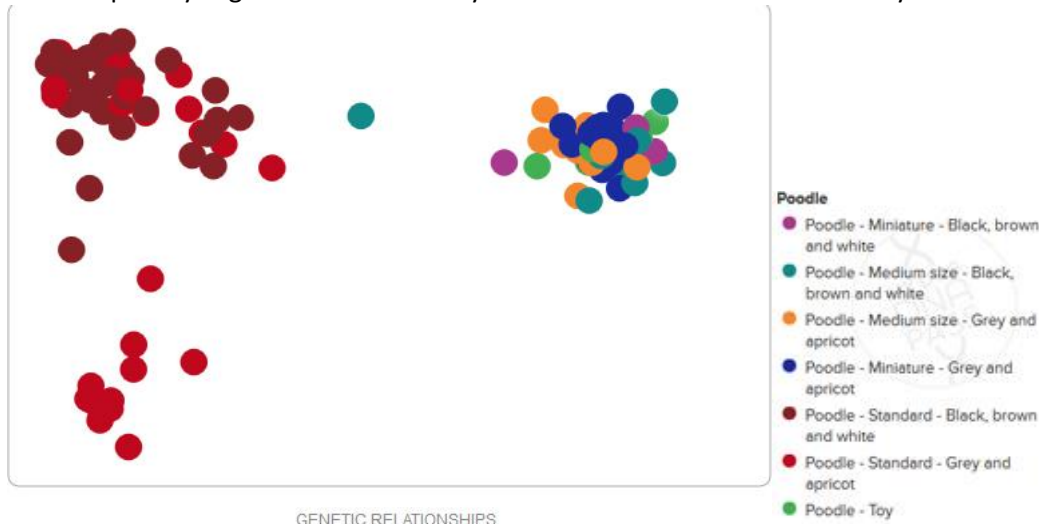 Poodle
Poodle - Miniature - Black, brown
and white
Poodle - Medium size - Black,
brown and white
Poodle - Medium size - Grey and
apricot
Poodle - Miniature - Grey and
apricot
Poodle - Standard - Black, brown
and white
Poodle - Standard - Grey and
apricot
Poodle - Toy
GENETIC RELATIONSHIPS